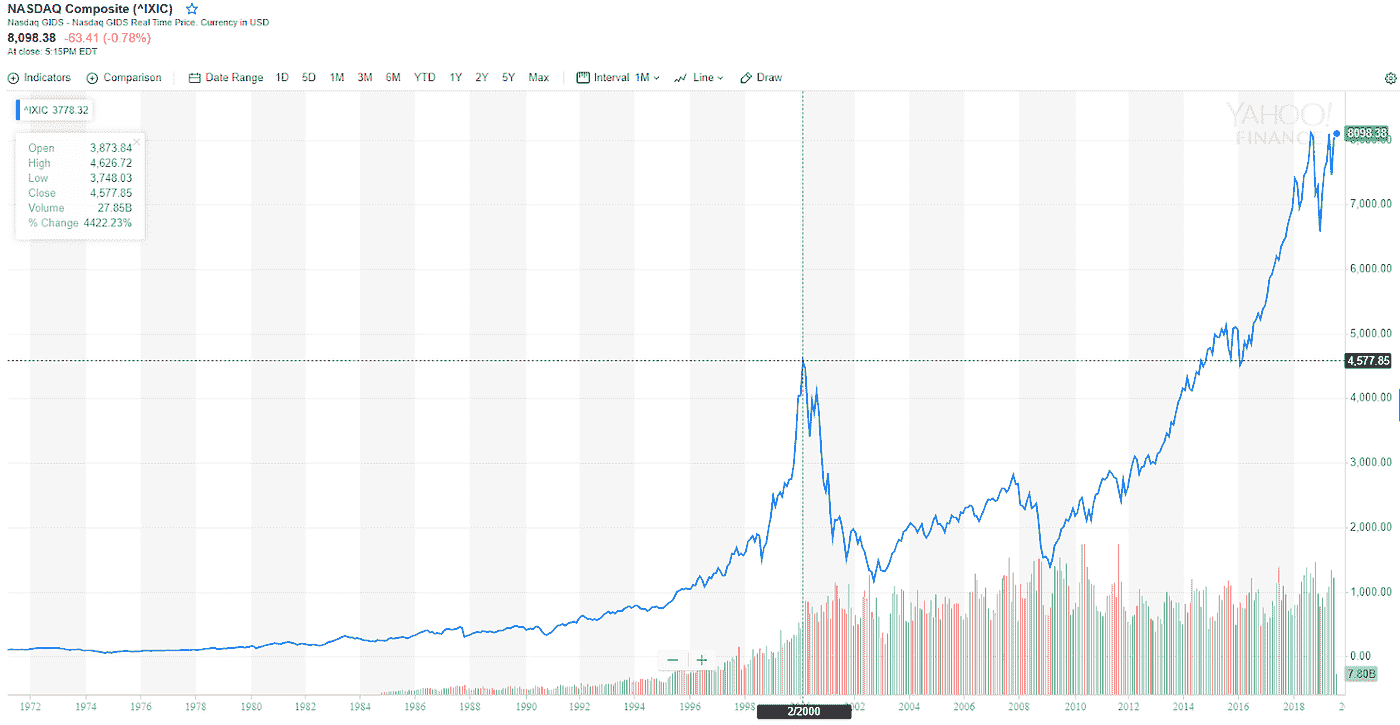 NASDAQ Composite (^IXIC)
Nasdaq GIDS - Nasdaq GIDS Real Time Price. Currency in USD
8,098.38 -63.41 (-0.78%)
At close: 5:15PM EDT
Indicators Comparison Date Range 1D 5D 1M 3M 6M YTD 1Y 2Y 5Y Max Interval 1M Line Draw
^IXIC 3778.32
YAHOO!
FINANCE
Open 3,873.84
High 4,626.72
Low 3,748.03
Close 4,577.85
Volume 27.85B
% Change 4422.23%
8098.38
8,000.00
7,000.00
6,000.00
5,000.00
4,577.85
4,000.00
3,000.00
2,000.00
1,000.00
0.00
7.80B
1972 1974 1976 1978 1980 1982 1984 1986 1988 1990 1992 1994 1996 1998 2/2000 2004 2006 2008 2010 2012 2014 2016 2018